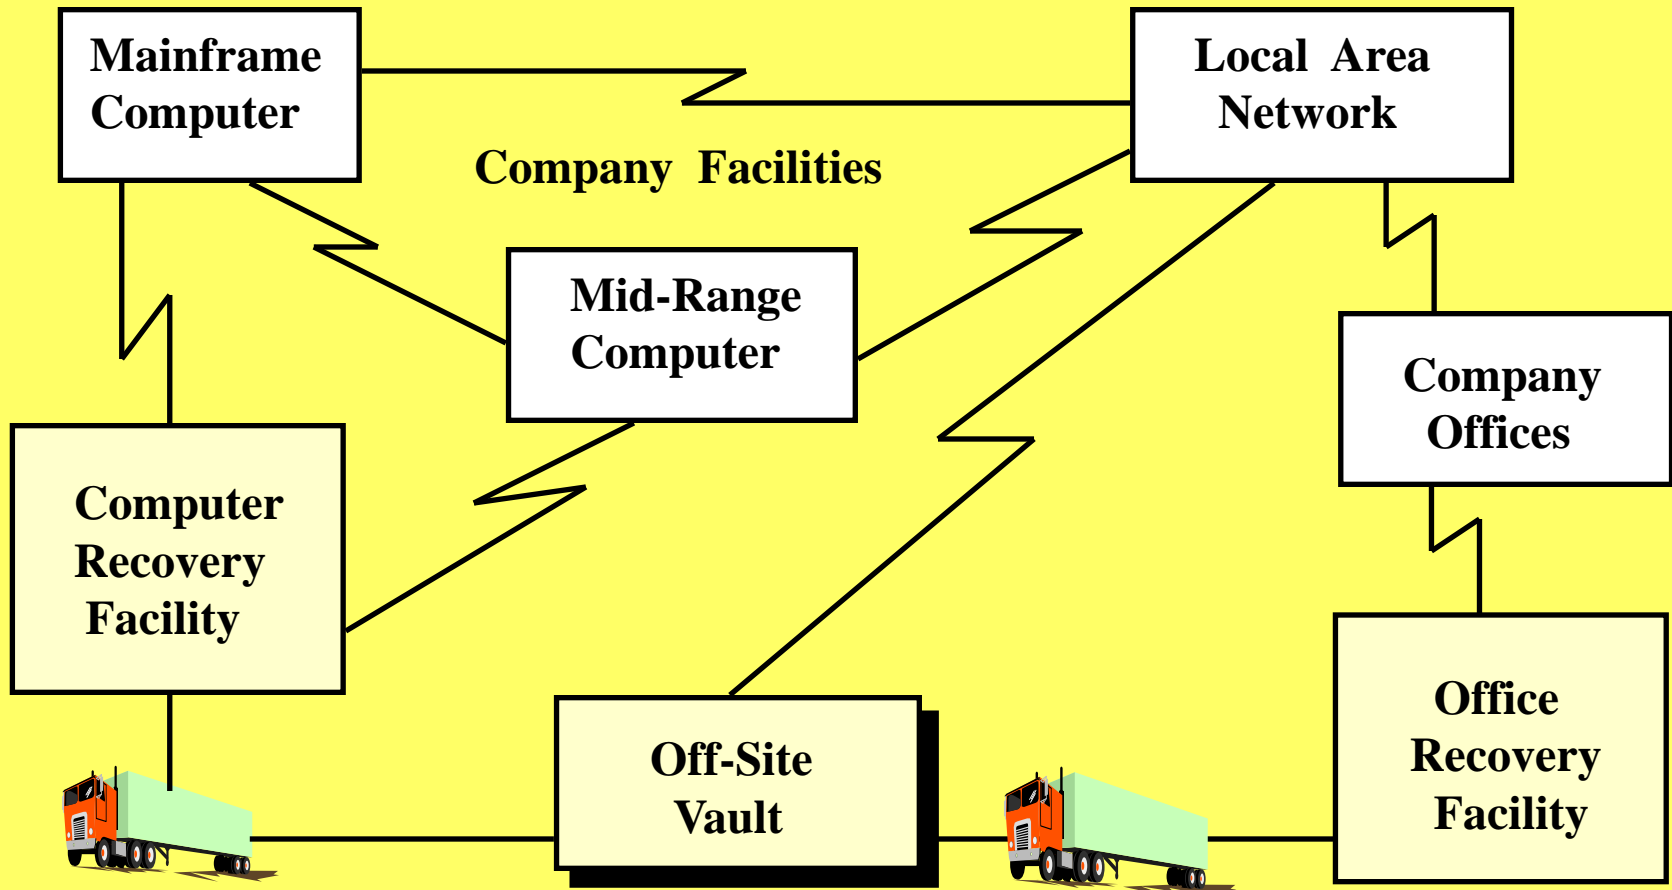 Mainframe
Computer
Local Area
Network
Company Facilities
Mid-Range
Computer
Company
Offices
Computer
Recovery
Facility
Off-Site
Vault
Office
Recovery
Facility